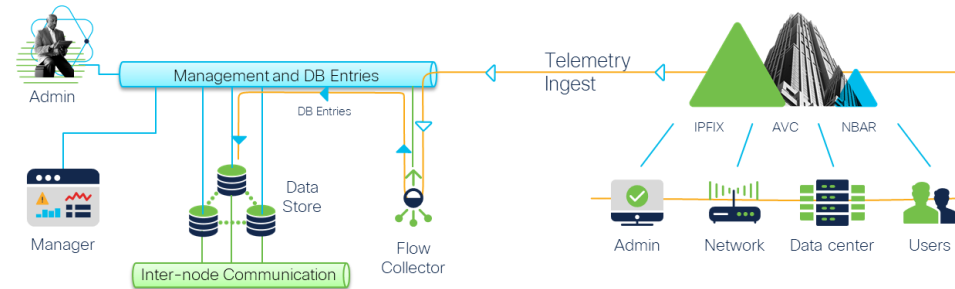 Admin
Management and DB Entries
Telemetry
Ingest
DB Entries
IPFIX
AVC
NBAR
Manager
Data
Store
Flow
Collector
Inter-node Communication
Admin
Network
Data center
Users